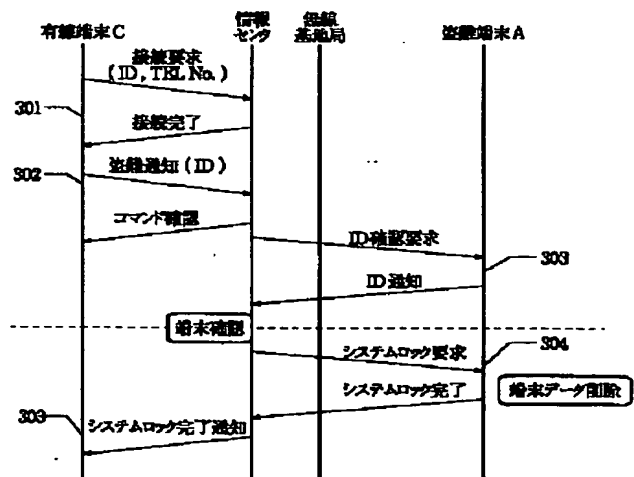 有線端末C
情報
センタ
無線
基地局
盗難端末A
接続要求
(ID, TEL No.)
301
接続完了
盗難通知 (ID)
302
コマンド確認
ID確認要求
303
ID通知
端末確認
システムロック要求
304
システムロック完了
端末データ削除
303
システムロック完了通知